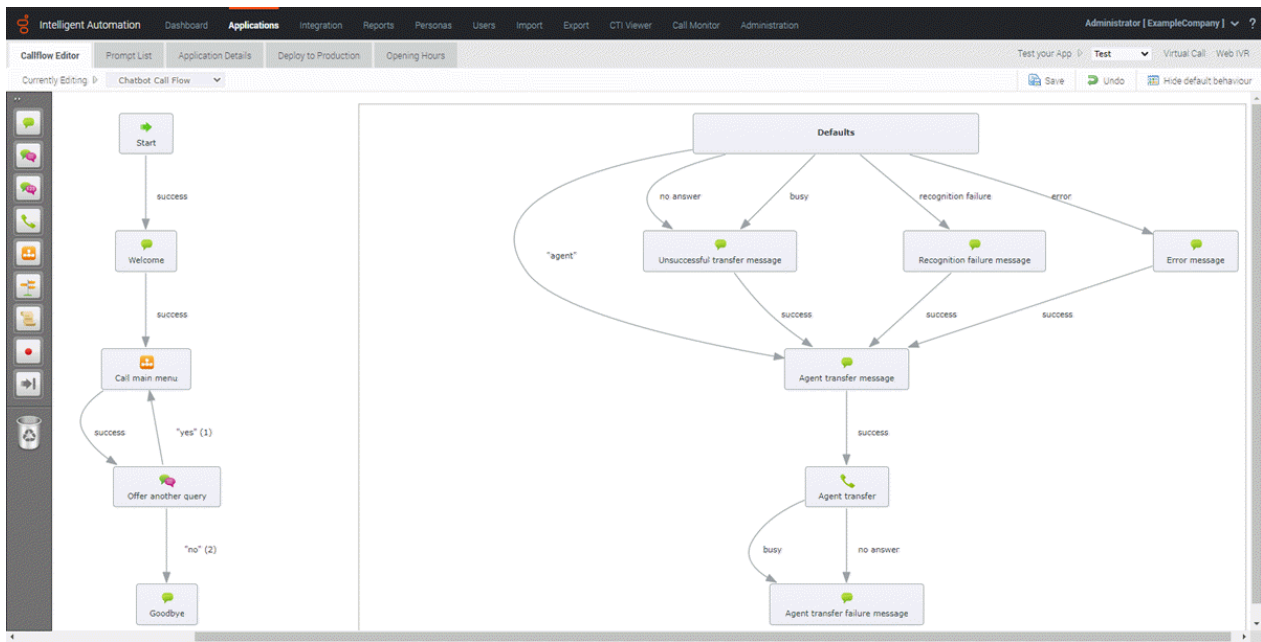 Intelligent Automation Dashboard Applications Integration Reports Personas Users Import Export CTI Viewer Call Monitor Administration Administrator [ ExampleCompany ] ?
Callflow Editor Prompt List Application Details Deploy to Production Opening Hours Test your App Test Virtual Call Web IVR
Currently Editing Chatbot Call Flow Save Undo Hide default behaviour
Start
success
Welcome
success
Call main menu
success "yes" (1)
Offer another query
"no" (2)
Goodbye
Defaults
no answer busy recognition failure error
"agent" Unsuccessful transfer message Recognition failure message Error message
success success success
Agent transfer message
success
Agent transfer
busy no answer
Agent transfer failure message